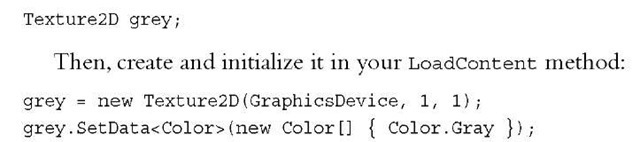 Texture2D grey;
Then, create and initialize it in your LoadContent method:
grey = new Texture2D(GraphicsDevice, 1, 1);
grey.SetData<Color>(new Color[] { Color.Gray });